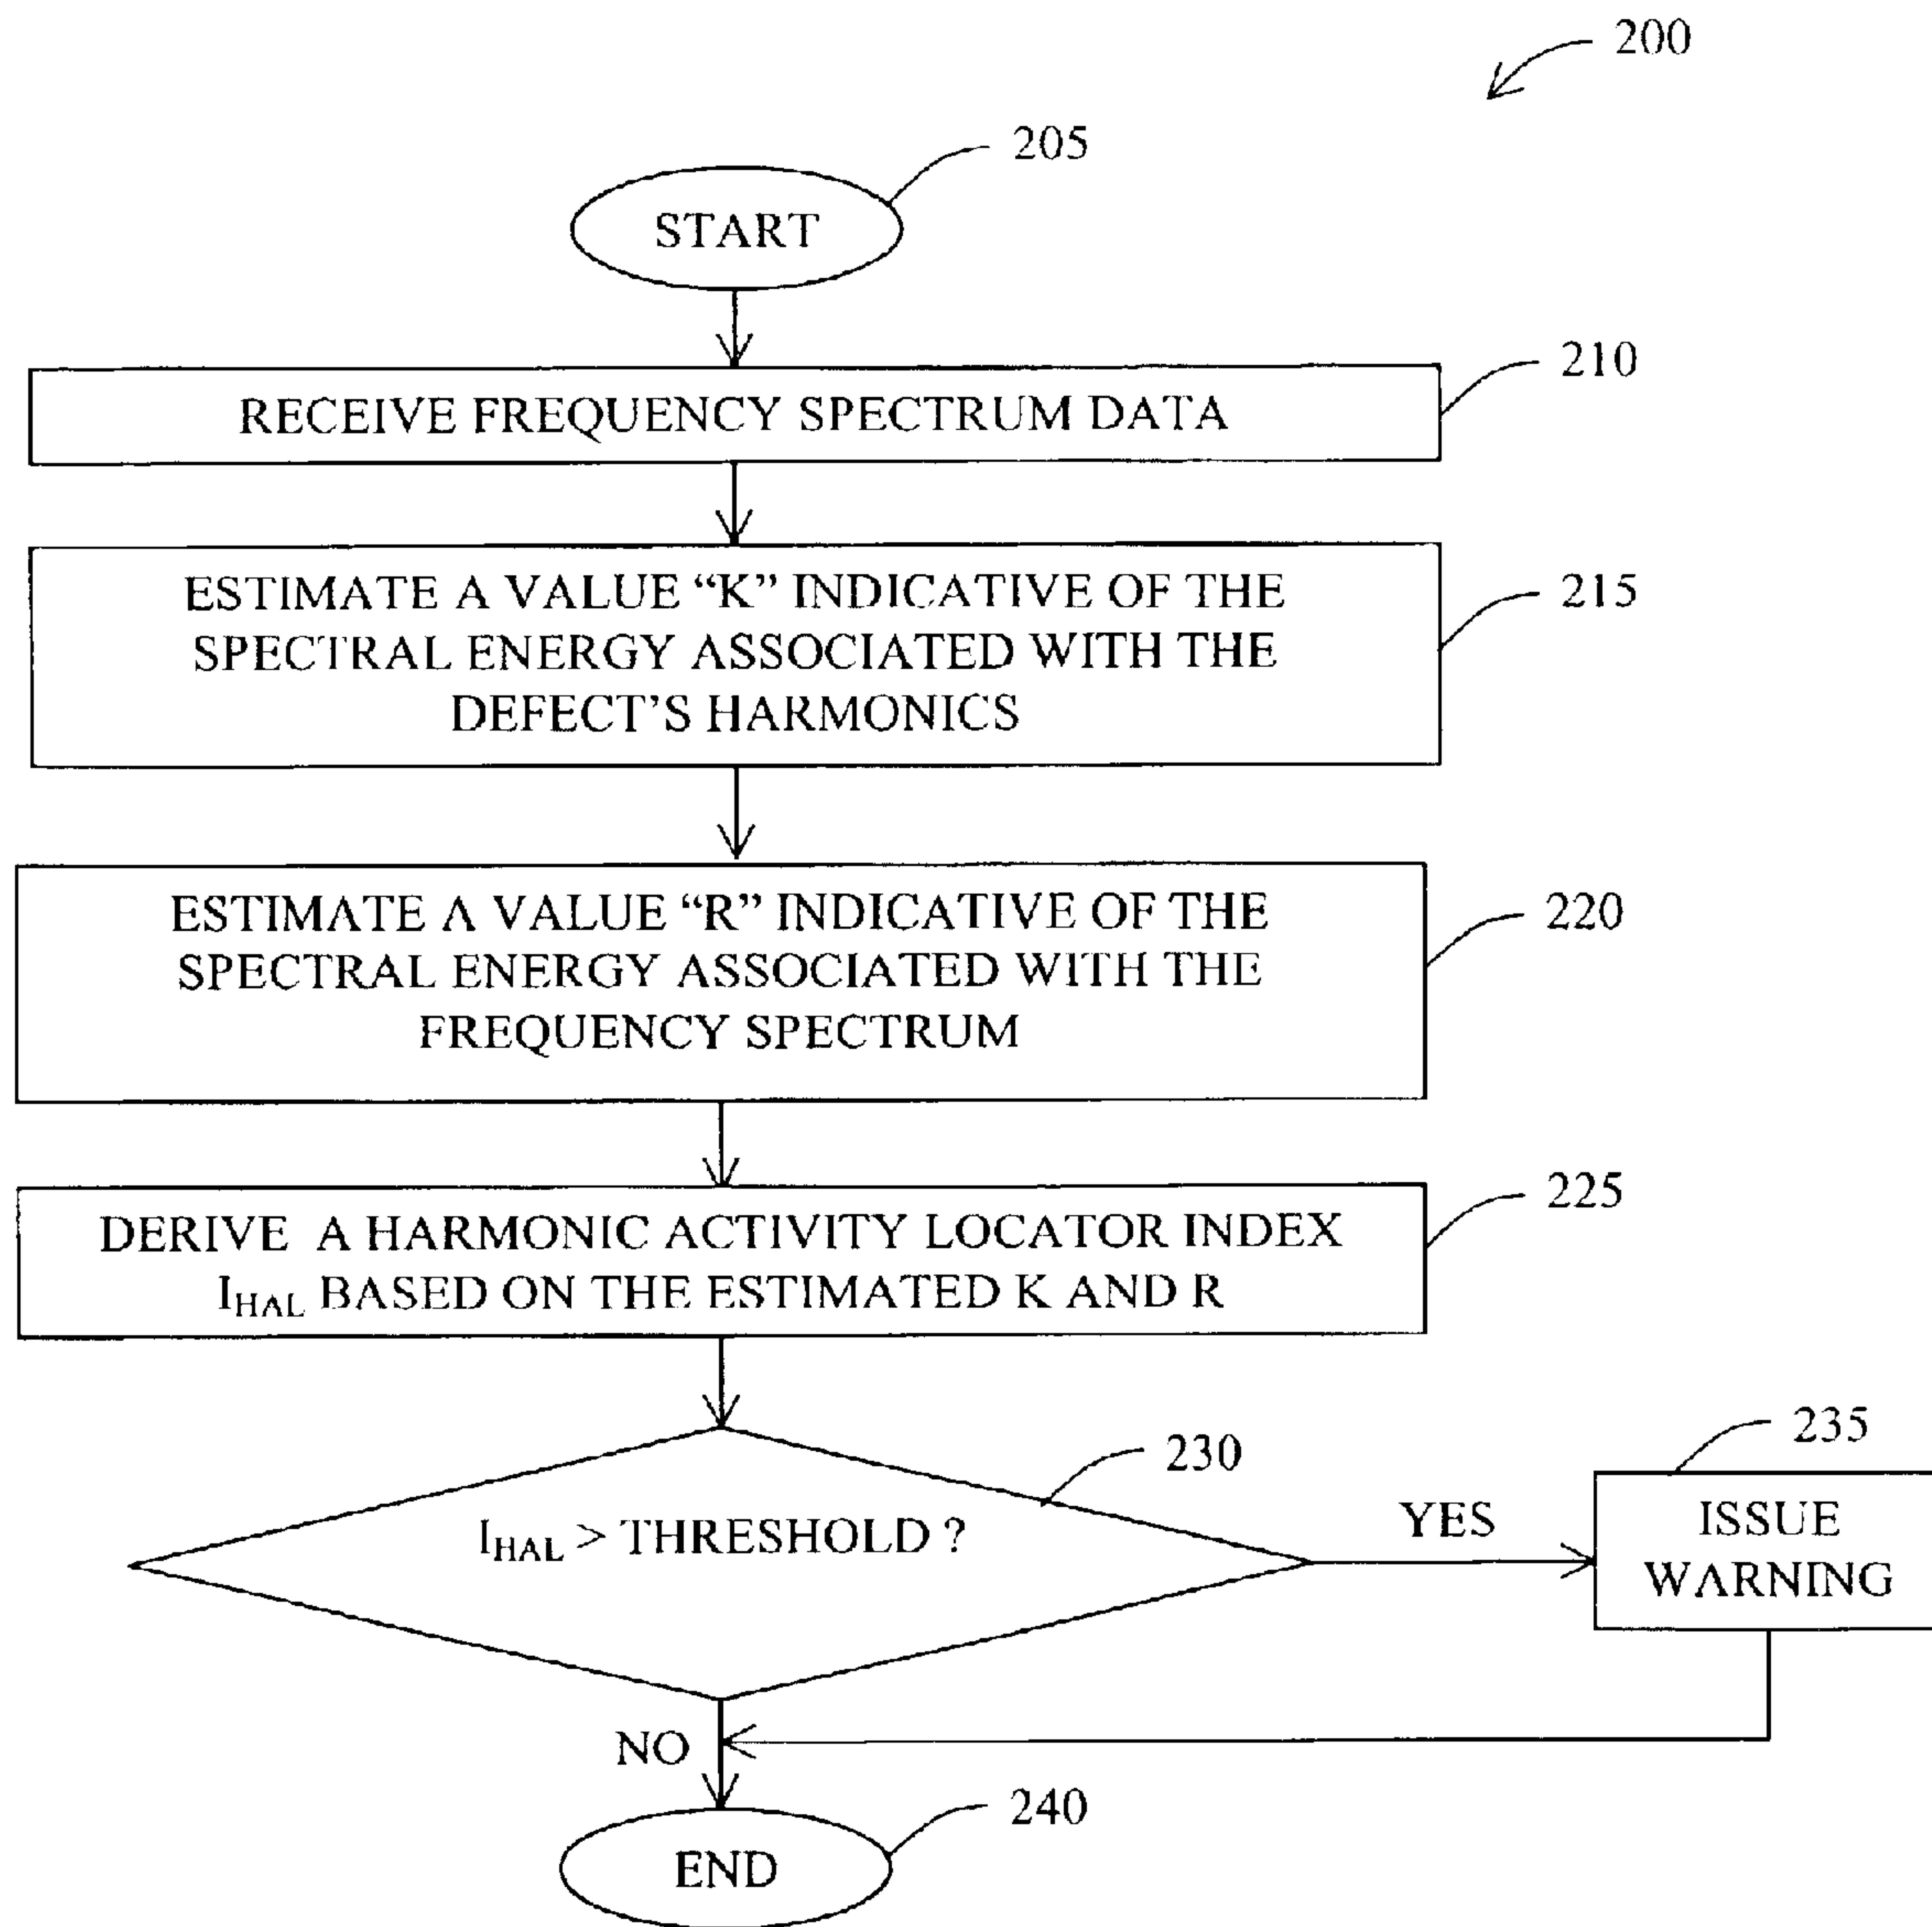 200
205
START
210
RECEIVE FREQUENCY SPECTRUM DATA
ESTIMATE A VALUE “K” INDICATIVE OF THE
SPECTRAL ENERGY ASSOCIATED WITH THE
DEFECT’S HARMONICS
215
ESTIMATE A VALUE “R” INDICATIVE OF THE
SPECTRAL ENERGY ASSOCIATED WITH THE
FREQUENCY SPECTRUM
220
DERIVE A HARMONIC ACTIVITY LOCATOR INDEX
I_HAL BASED ON THE ESTIMATED K AND R
225
230
I_HAL > THRESHOLD ?
YES
235
ISSUE
WARNING
NO
240
END